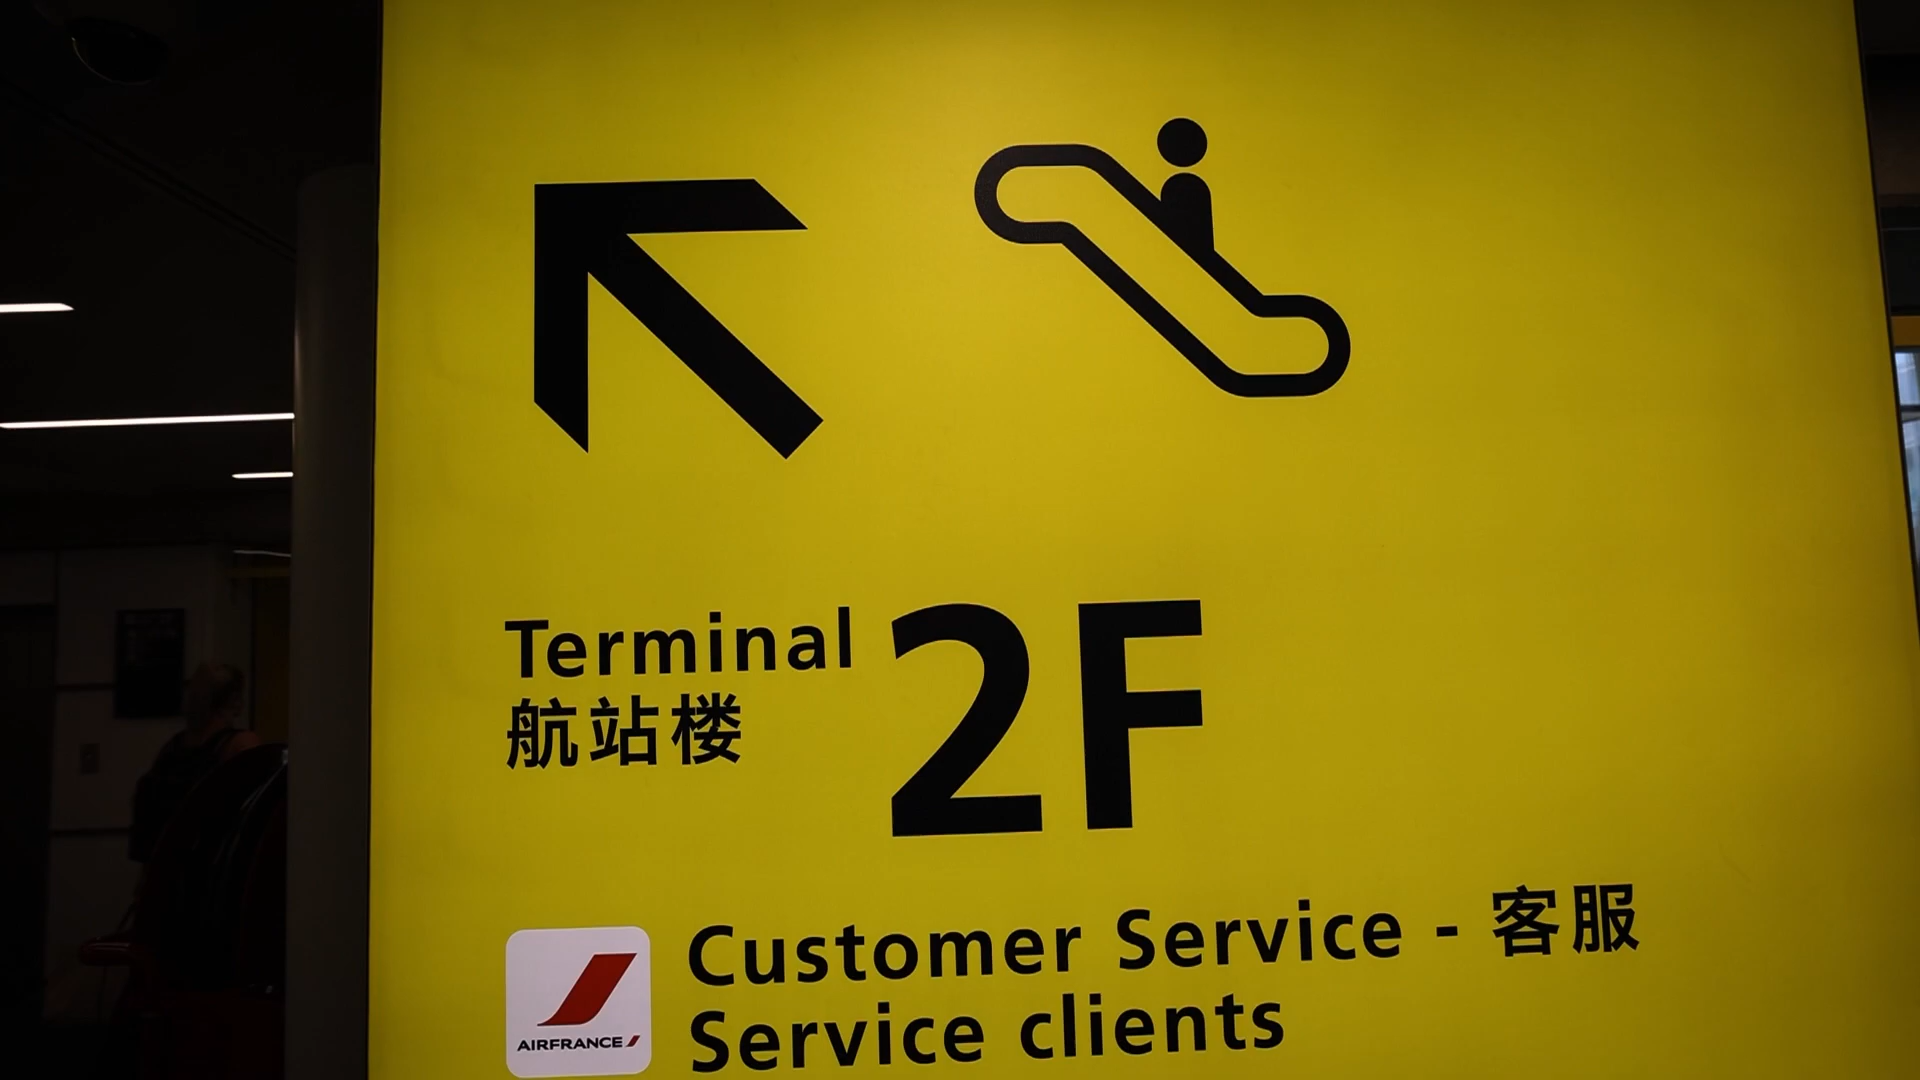 Terminal 2F
航站楼
Customer Service - 客服
Service clients
AIRFRANCE